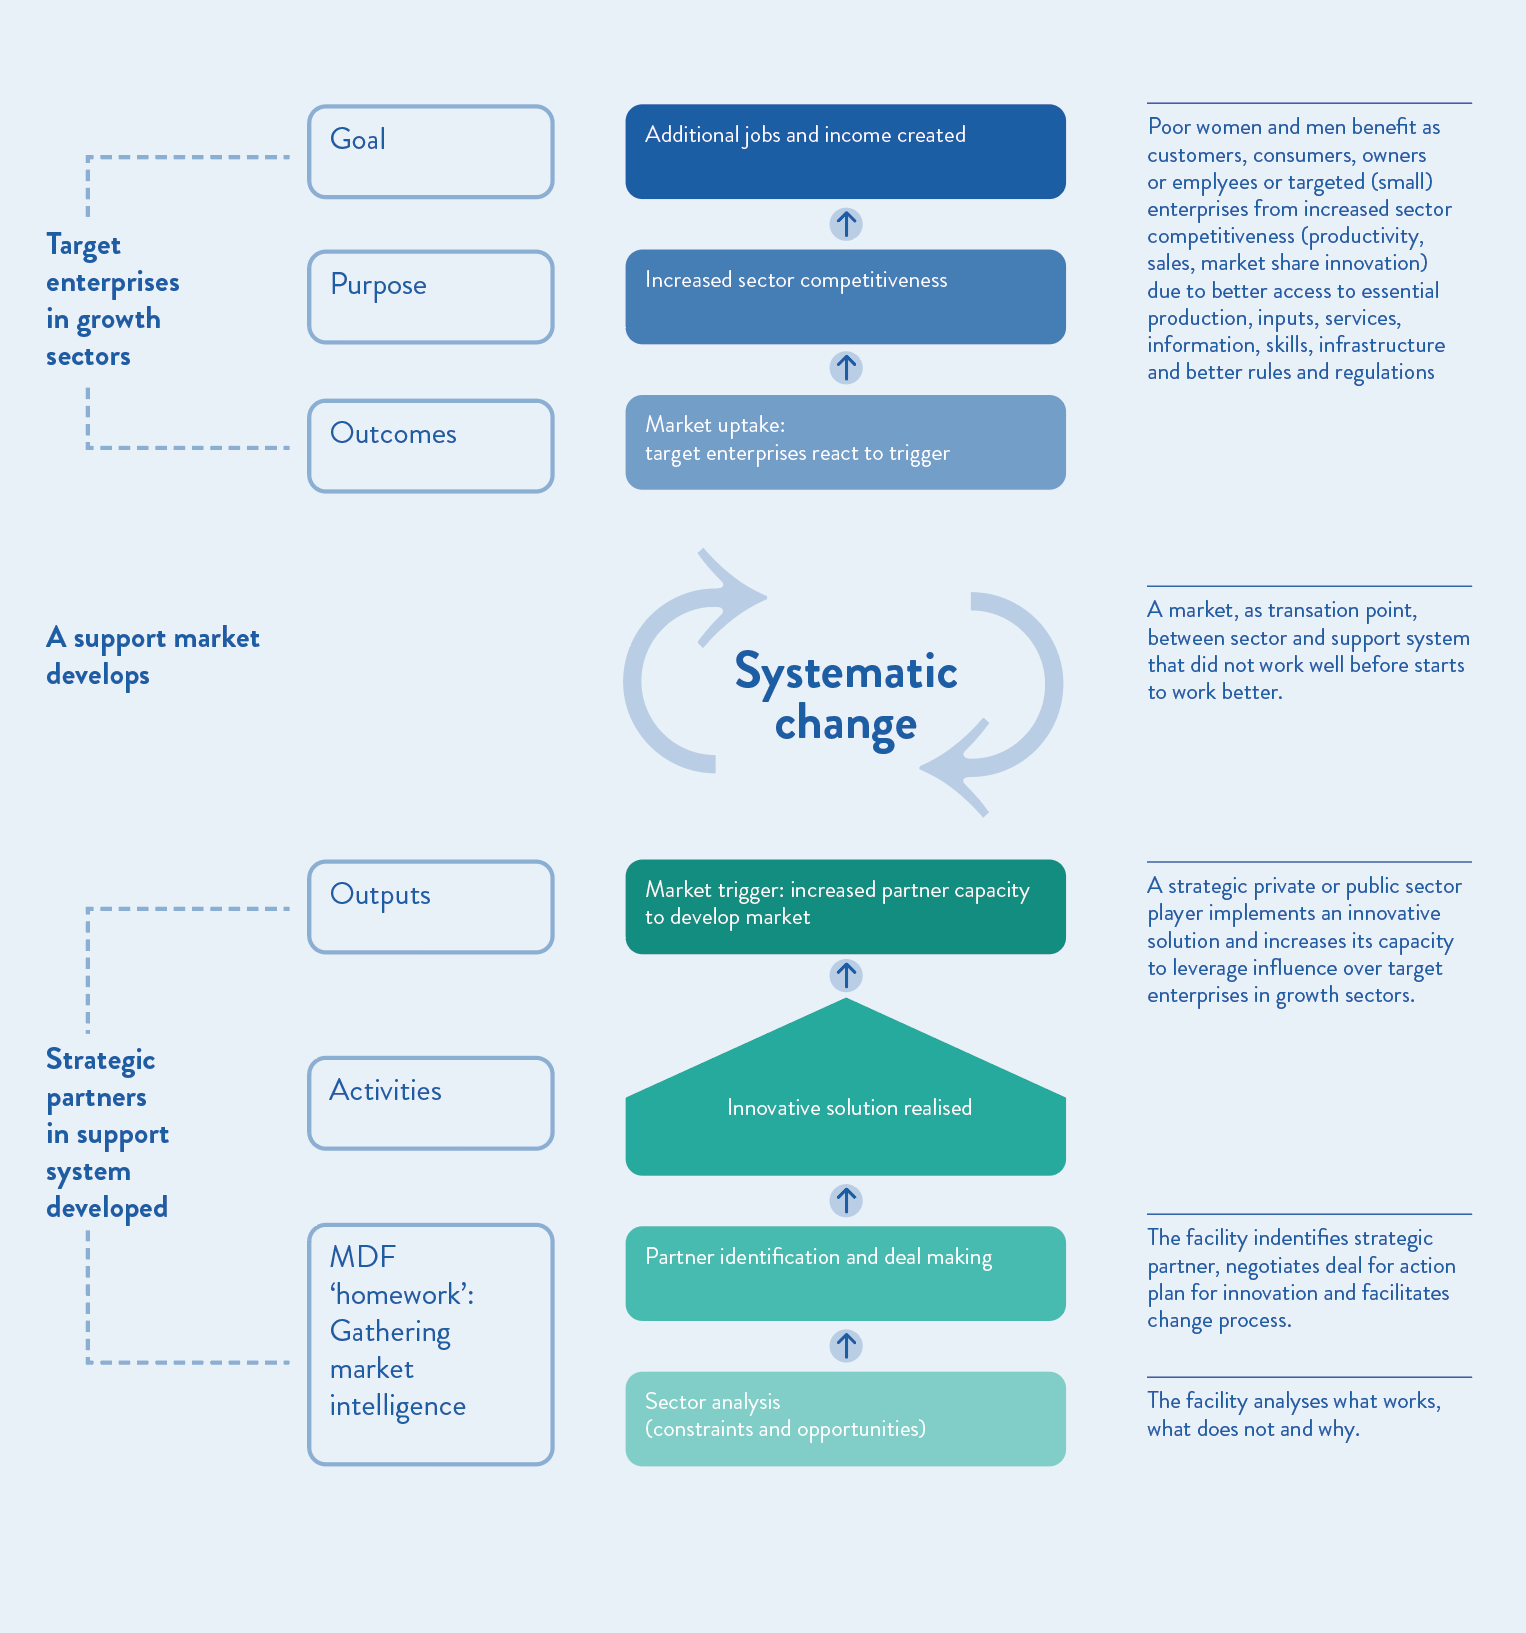 Goal
Additional jobs and income created
Poor women and men benefit as
customers, consumers, owners
or emplyees or targeted (small)
enterprises from increased sector
competitiveness (productivity,
sales, market share innovation)
due to better access to essential
production, inputs, services,
information, skills, infrastructure
and better rules and regulations
Target
enterprises
in growth
sectors
Purpose
Increased sector competitiveness
Outcomes
Market uptake:
target enterprises react to trigger
A support market
develops
Systematic
change
A market, as transation point,
between sector and support system
that did not work well before starts
to work better.
Outputs
Market trigger: increased partner capacity
to develop market
A strategic private or public sector
player implements an innovative
solution and increases its capacity
to leverage influence over target
enterprises in growth sectors.
Strategic
partners
in support
system
developed
Activities
Innovative solution realised
MDF
‘homework’:
Gathering
market
intelligence
Partner identification and deal making
The facility indentifies strategic
partner, negotiates deal for action
plan for innovation and facilitates
change process.
Sector analysis
(constraints and opportunities)
The facility analyses what works,
what does not and why.